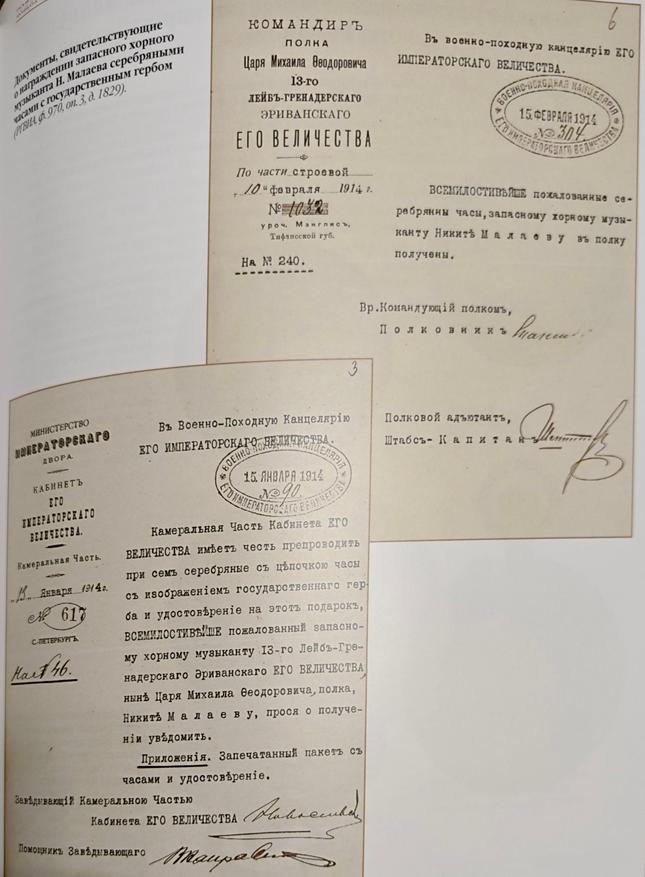 Документы, свидетельствующие
о награждении запасного хорного
музыканта Н. Малаева серебряными
часами с государственным гербом
(РГВИА, ф. 970, оп. 3, д. 1829).
6
КОМАНДИРЪ
ПОЛКА
Царя Михаила Ѳеодоровича
13-го
ЛЕЙБЪ-ГРЕНАДЕРСКАГО
ЭРИВАНСКАГО
ЕГО ВЕЛИЧЕСТВА
По части строевой
„10“ февраля 1914 г.
№ 1032
уроч. Манглисъ,
Тифлисской губ.
На № 240.
Въ военно-походную канцелярію ЕГО
ИМПЕРАТОРСКАГО ВЕЛИЧЕСТВА.
ВОЕННО-ПОХОДНАЯ КАНЦЕЛЯРІЯ
15 ФЕВРАЛЯ 1914
№ 304.
ЕГО ИМПЕРАТОРСКАГО ВЕЛИЧЕСТВА
ВСЕМИЛОСТИВѢЙШЕ пожалованные се-
ребрянны часы, запасному хорному музы-
канту Никитѣ Малаеву въ полку
получены.
Вр. Командующій полкомъ,
Полковникъ
Полковой адъютантъ,
Штабсъ-Капитанъ
3
МИНИСТЕРСТВО
ИМПЕРАТОРСКАГО
ДВОРА.
КАБИНЕТЪ
ЕГО
ИМПЕРАТОРСКАГО
ВЕЛИЧЕСТВА.
Камеральная Часть.
„13“ Января 1914 г.
№ 617
С.-ПЕТЕРБУРГЪ.
На № 46.
Въ Военно-Походную Канцелярію
ЕГО ИМПЕРАТОРСКАГО ВЕЛИЧЕСТВА.
ВОЕННО-ПОХОДНАЯ КАНЦЕЛЯРІЯ
15 ЯНВАРЯ 1914
№ 90.
ЕГО ИМПЕРАТОРСКАГО ВЕЛИЧЕСТВА
Камеральная Часть Кабинета ЕГО
ВЕЛИЧЕСТВА имѣетъ честь препроводить
при семъ серебряные съ цѣпочкою часы
съ изображеніемъ государственнаго гер-
ба и удостовѣреніе на этотъ подарокъ,
ВСЕМИЛОСТИВѢЙШЕ пожалованный запасно-
му хорному музыканту 13-го Лейбъ-Гре-
надерскаго Эриванскаго ЕГО ВЕЛИЧЕСТВА
нынѣ Царя Михаила Ѳеодоровича, полка,
Никитѣ Малаеву, прося о получе-
ніи увѣдомить.
Приложенія. Запечатанный пакетъ съ
часами и удостовѣреніе.
Завѣдывающій Камеральною Частью
Кабинета ЕГО ВЕЛИЧЕСТВА
Помощникъ Завѣдывающаго